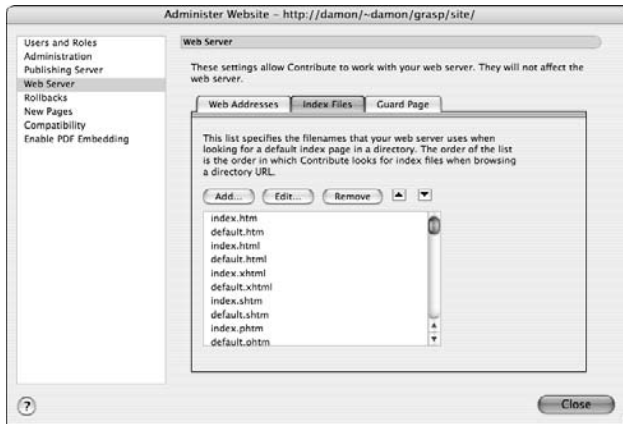 Administer Website – http://damon/~damon/grasp/site/
Users and Roles
Administration
Publishing Server
Web Server
Rollbacks
New Pages
Compatibility
Enable PDF Embedding
Web Server
These settings allow Contribute to work with your web server. They will not affect the
web server.
Web Addresses
Index Files
Guard Page
This list specifies the filenames that your web server uses when
looking for a default index page in a directory. The order of the list
is the order in which Contribute looks for index files when browsing
a directory URL.
Add...
Edit...
Remove
index.htm
default.htm
index.html
default.html
index.xhtml
default.xhtml
index.shtm
default.shtm
index.phtm
default.phtm
?
Close